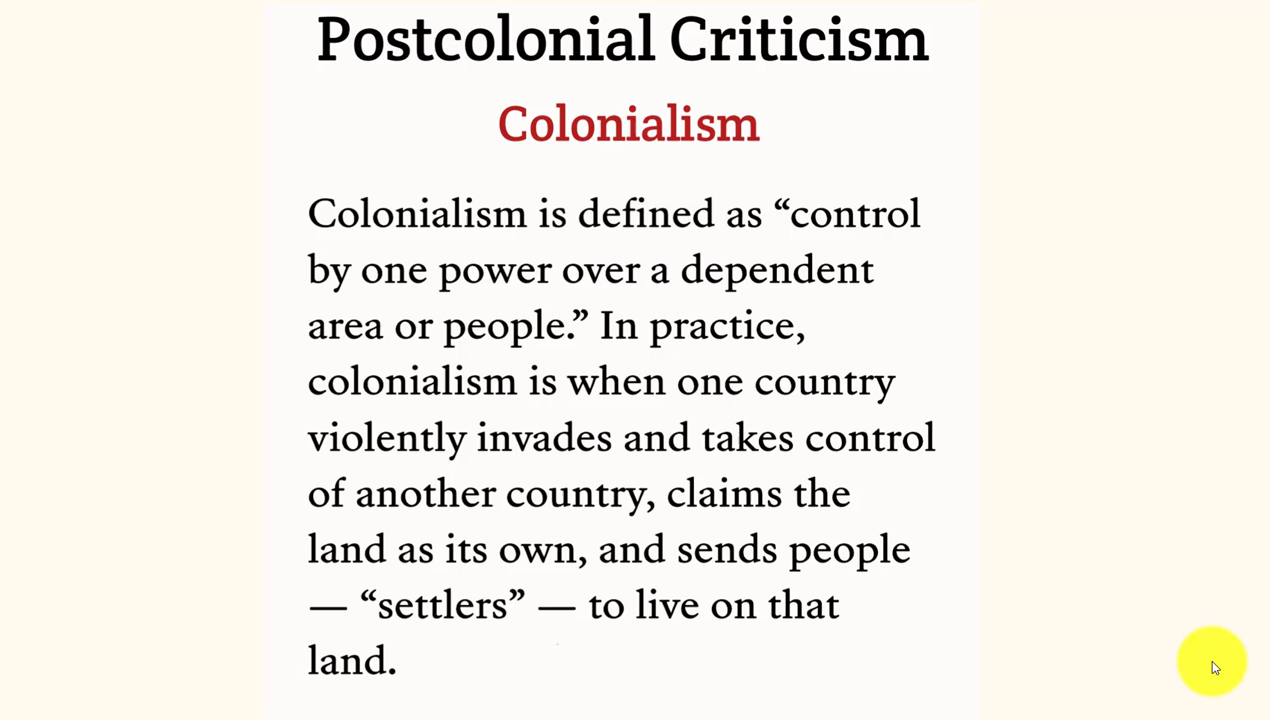 Postcolonial Criticism
Colonialism
Colonialism is defined as “control
by one power over a dependent
area or people.” In practice,
colonialism is when one country
violently invades and takes control
of another country, claims the
land as its own, and sends people
— “settlers” — to live on that
land.